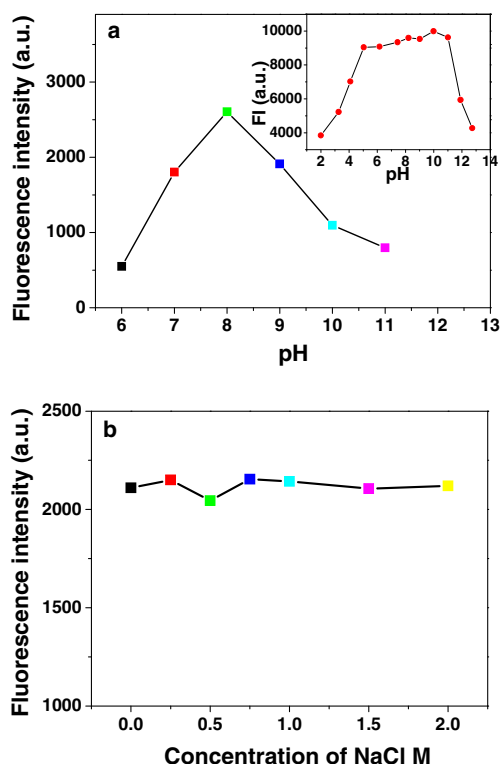 a
Fluorescence intensity (a.u.)
3000
2000
1000
0
6 7 8 9 10 11 12 13
pH
FI (a.u.)
10000
8000
6000
4000
2 4 6 8 10 12 14
pH
b
Fluorescence intensity (a.u.)
2500
2000
1500
1000
0.0 0.5 1.0 1.5 2.0
Concentration of NaCl M